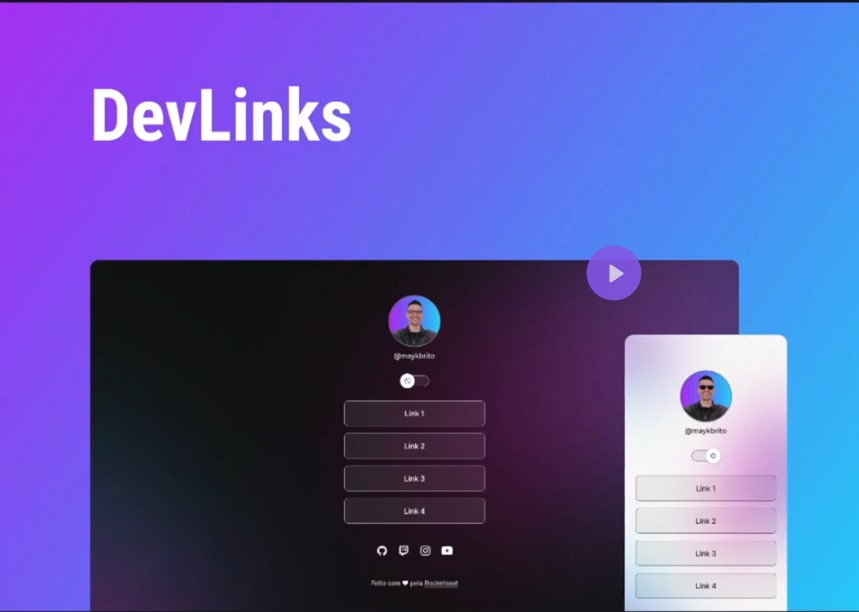 DevLinks
@maykbrito
Link 1
Link 2
Link 3
Link 4
Feito com ♥ pela Rocketseat
@maykbrito
Link 1
Link 2
Link 3
Link 4